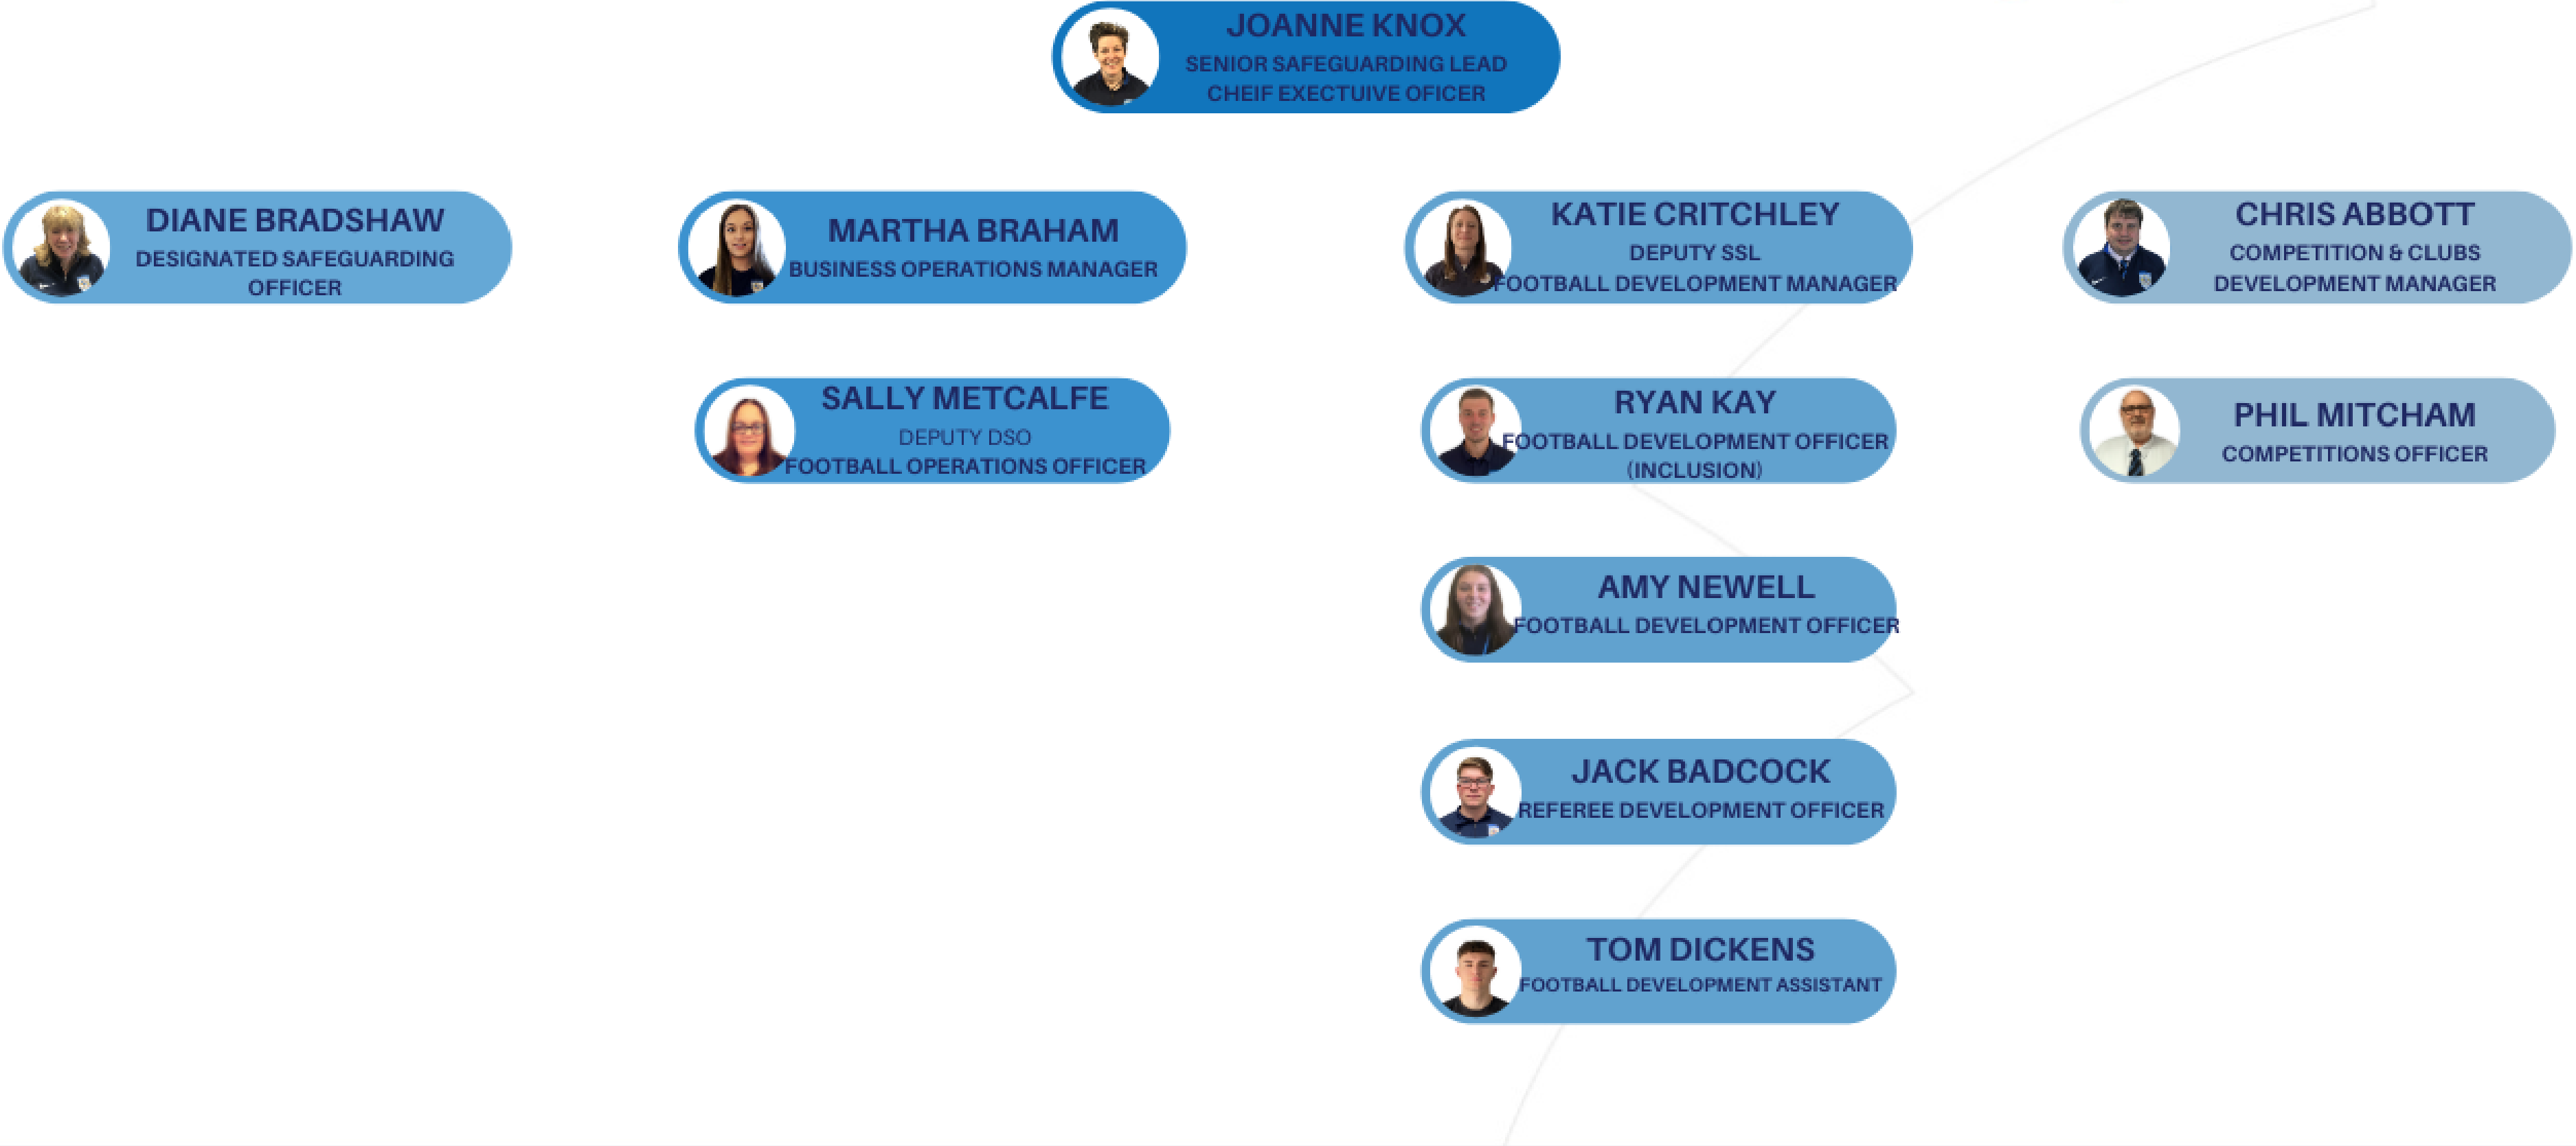 JOANNE KNOX
SENIOR SAFEGUARDING LEAD
CHEIF EXECTUIVE OFICER
DIANE BRADSHAW
DESIGNATED SAFEGUARDING
OFFICER
MARTHA BRAHAM
BUSINESS OPERATIONS MANAGER
KATIE CRITCHLEY
DEPUTY SSL
FOOTBALL DEVELOPMENT MANAGER
CHRIS ABBOTT
COMPETITION & CLUBS
DEVELOPMENT MANAGER
SALLY METCALFE
DEPUTY DSO
FOOTBALL OPERATIONS OFFICER
RYAN KAY
FOOTBALL DEVELOPMENT OFFICER
(INCLUSION)
PHIL MITCHAM
COMPETITIONS OFFICER
AMY NEWELL
FOOTBALL DEVELOPMENT OFFICER
JACK BADCOCK
REFEREE DEVELOPMENT OFFICER
TOM DICKENS
FOOTBALL DEVELOPMENT ASSISTANT